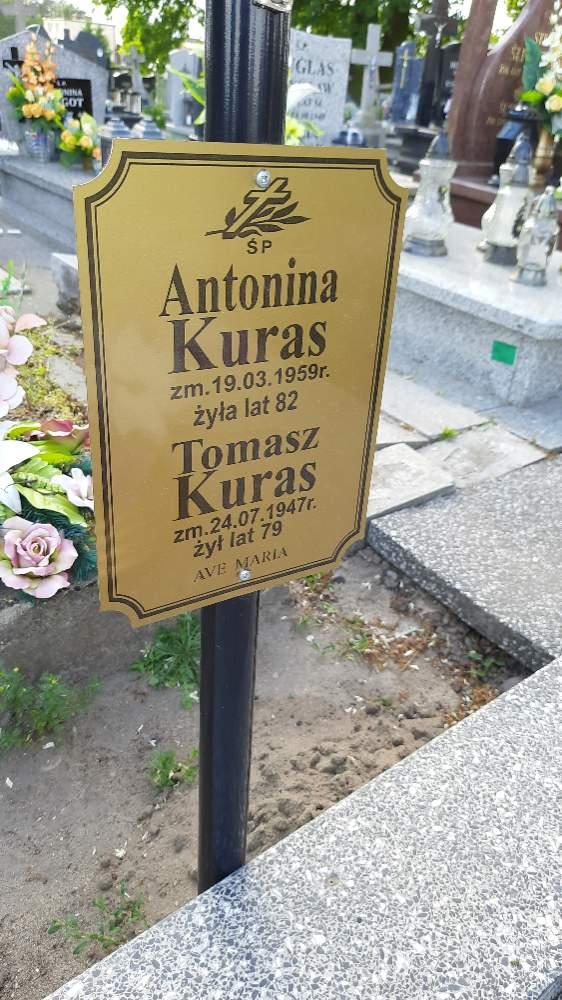 ŚP
Antonina
Kuras
zm.19.03.1959r.
żyła lat 82
Tomasz
Kuras
zm.24.07.1947r.
żył lat 79
AVE MARIA